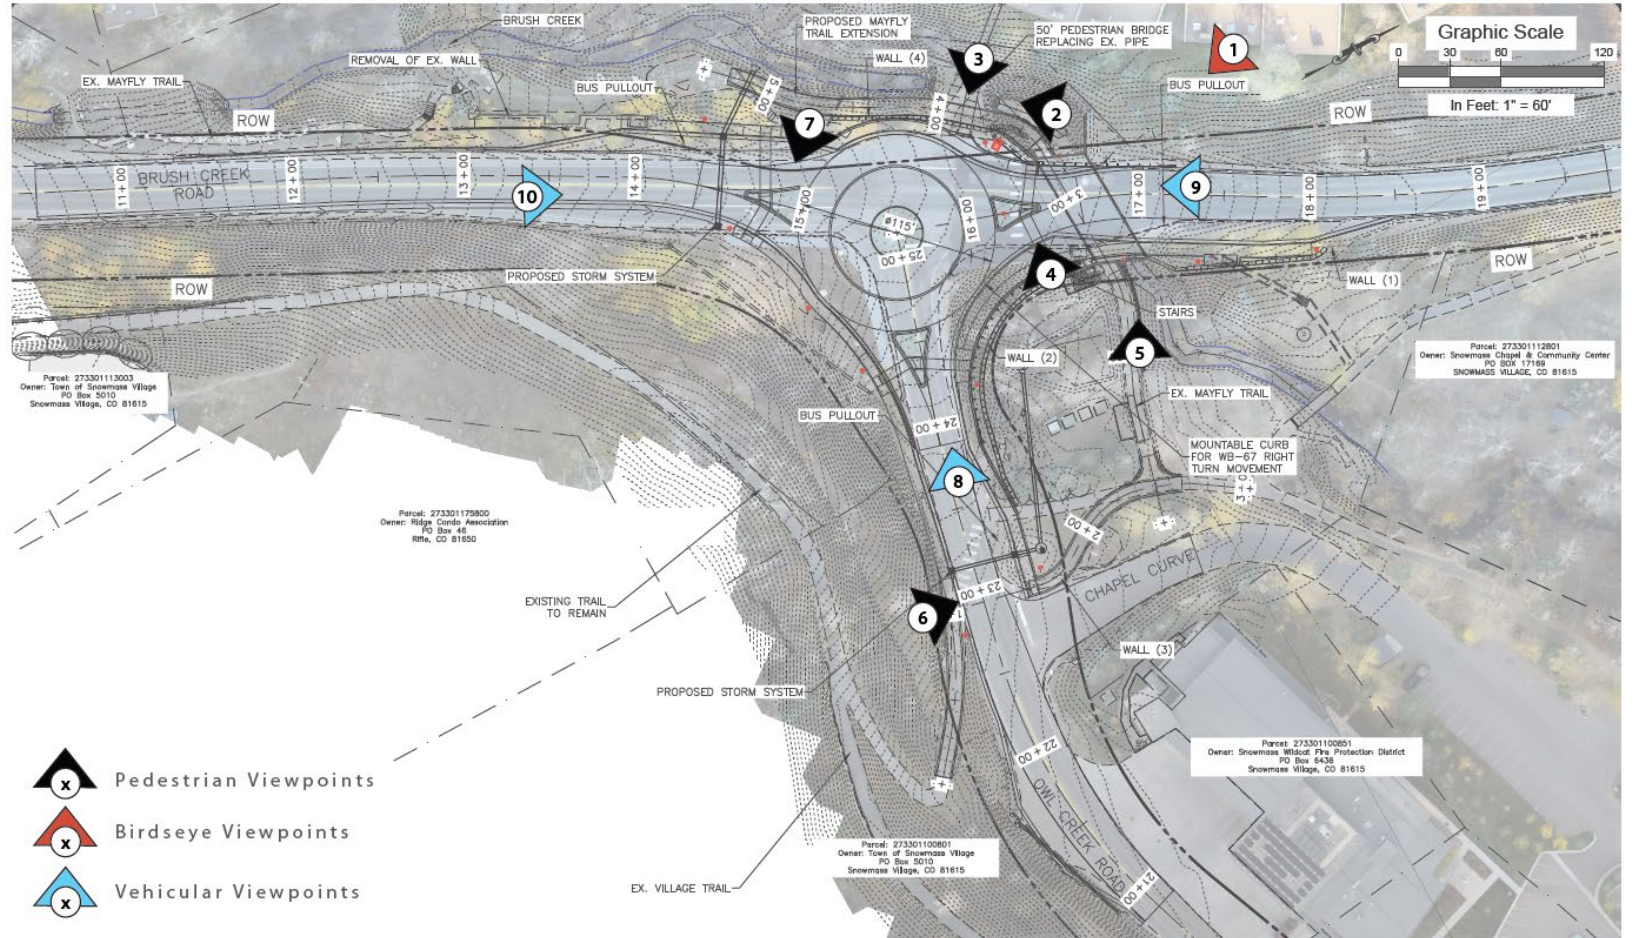 BRUSH CREEK
PROPOSED MAYFLY
TRAIL EXTENSION
50' PEDESTRIAN BRIDGE
REPLACING EX. PIPE
Graphic Scale
0 30 60 120
In Feet: 1" = 60'
REMOVAL OF EX. WALL
WALL (4)
EX. MAYFLY TRAIL
BUS PULLOUT
BUS PULLOUT
ROW
ROW
5+00
4+00
1
2
3
7
BRUSH CREEK
ROAD
11+00
12+00
13+00
14+00
15+00
16+00
3+00
17+00
18+00
19+00
10
9
ø115'
25+00
PROPOSED STORM SYSTEM
4
WALL (1)
ROW
ROW
STAIRS
5
WALL (2)
Parcel: 273301112801
Owner: Snowmass Chapel & Community Center
PO BOX 17169
SNOWMASS VILLAGE, CO 81615
Parcel: 273301113003
Owner: Town of Snowmass Village
PO Box 5010
Snowmass Village, CO 81615
EX. MAYFLY TRAIL
BUS PULLOUT
24+00
MOUNTABLE CURB
FOR WB-67 RIGHT
TURN MOVEMENT
8
Parcel: 273301175800
Owner: Ridge Condo Association
PO Box 46
Rifle, CO 81650
2+00
CHAPEL CURVE
23+00
EXISTING TRAIL
TO REMAIN
6
WALL (3)
PROPOSED STORM SYSTEM
22+00
Parcel: 273301100851
Owner: Snowmass Wildcat Fire Protection District
PO Box 6436
Snowmass Village, CO 81615
OWL CREEK ROAD
21+00
Parcel: 273301100801
Owner: Town of Snowmass Village
PO Box 5010
Snowmass Village, CO 81615
EX. VILLAGE TRAIL
x Pedestrian Viewpoints
x Birdseye Viewpoints
x Vehicular Viewpoints